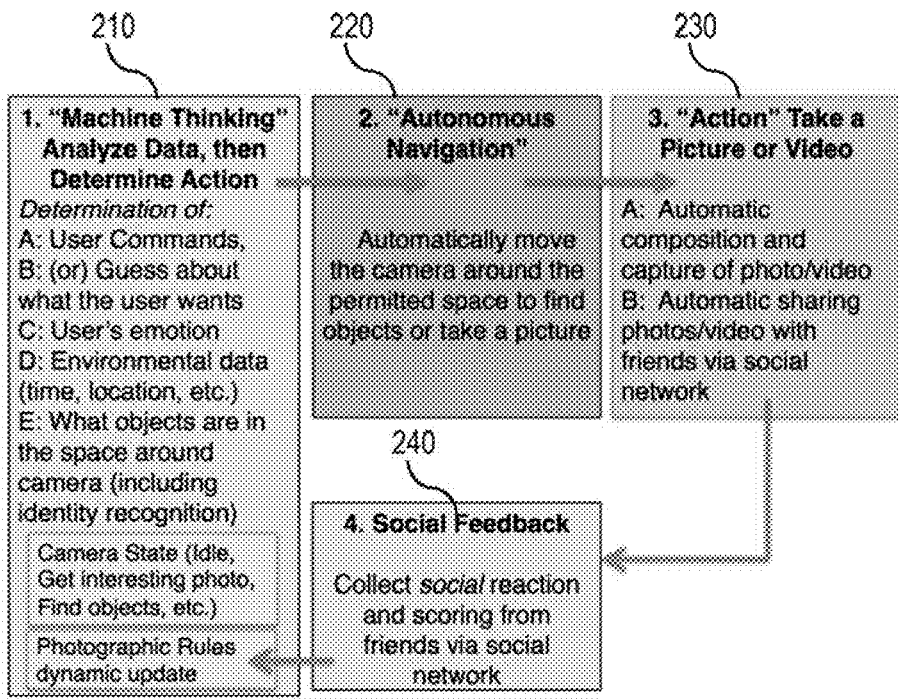 210
220
230
1. "Machine Thinking"
Analyze Data, then
Determine Action
Determination of:
A: User Commands,
B: (or) Guess about
what the user wants
C: User's emotion
D: Environmental data
(time, location, etc.)
E: What objects are in
the space around
camera (including
identity recognition)
Camera State (Idle,
Get interesting photo,
Find objects, etc.)
Photographic Rules
dynamic update
2. "Autonomous
Navigation"
Automatically move
the camera around the
permitted space to find
objects or take a picture
3. "Action" Take a
Picture or Video
A: Automatic
composition and
capture of photo/video
B: Automatic sharing
photos/video with
friends via social
network
240
4. Social Feedback
Collect social reaction
and scoring from
friends via social
network